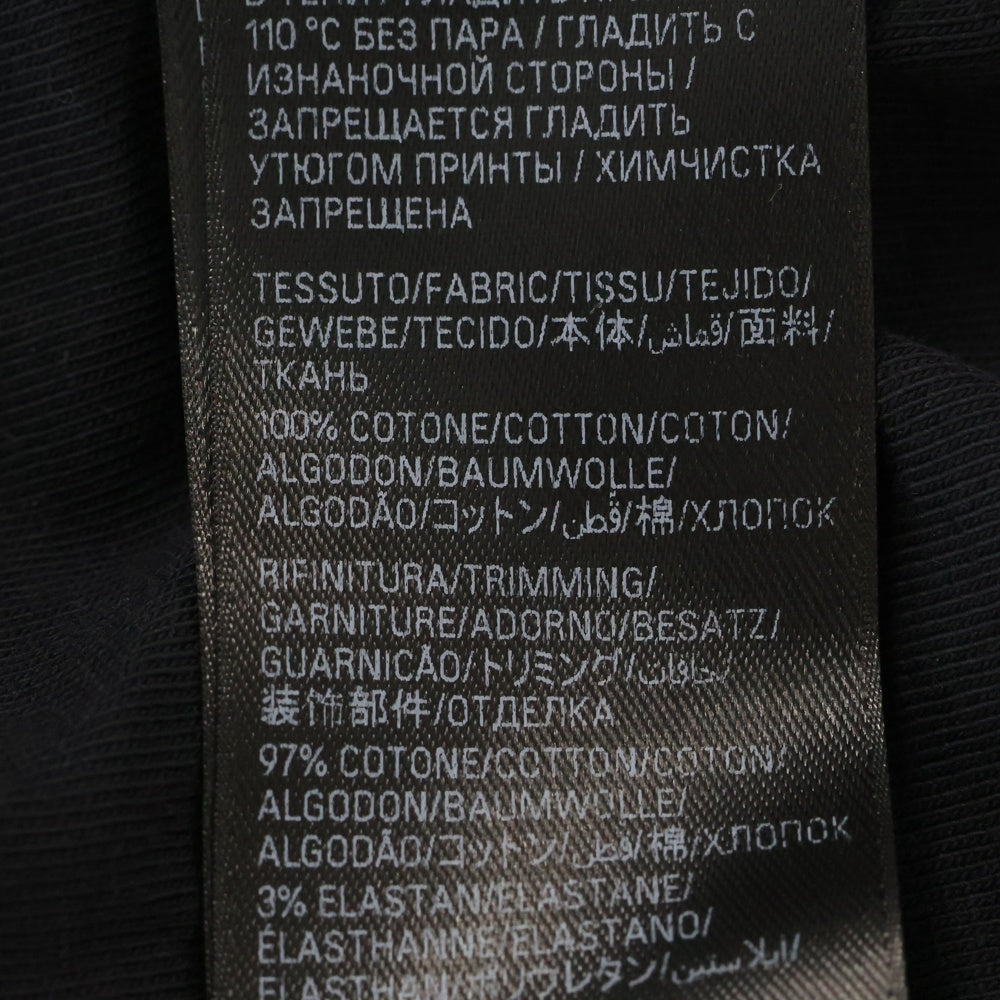 110 °C БЕЗ ПАРА / ГЛАДИТЬ С
ИЗНАНОЧНОЙ СТОРОНЫ /
ЗАПРЕЩАЕТСЯ ГЛАДИТЬ
УТЮГОМ ПРИНТЫ / ХИМЧИСТКА
ЗАПРЕЩЕНА
TESSUTO/FABRIC/TISSU/TEJIDO/
GEWEBE/TECIDO/本体/قماش/面料/
ТКАНЬ
100% COTONE/COTTON/COTON/
ALGODON/BAUMWOLLE/
ALGODÃO/コットン/قطن/棉/ХЛОПОК
RIFINITURA/TRIMMING/
GARNITURE/ADORNO/BESATZ/
GUARNICÃO/トリミング/
装饰部件/ОТДЕЛКА
97% COTONE/COTTON/COTON/
ALGODON/BAUMWOLLE/
ALGODÃO/コットン/قطن/棉/ХЛОПОК
3% ELASTAN/ELASTANE/
ELASTHANNE/ELASTANO/
ELASTHAN/ポリウレタン/